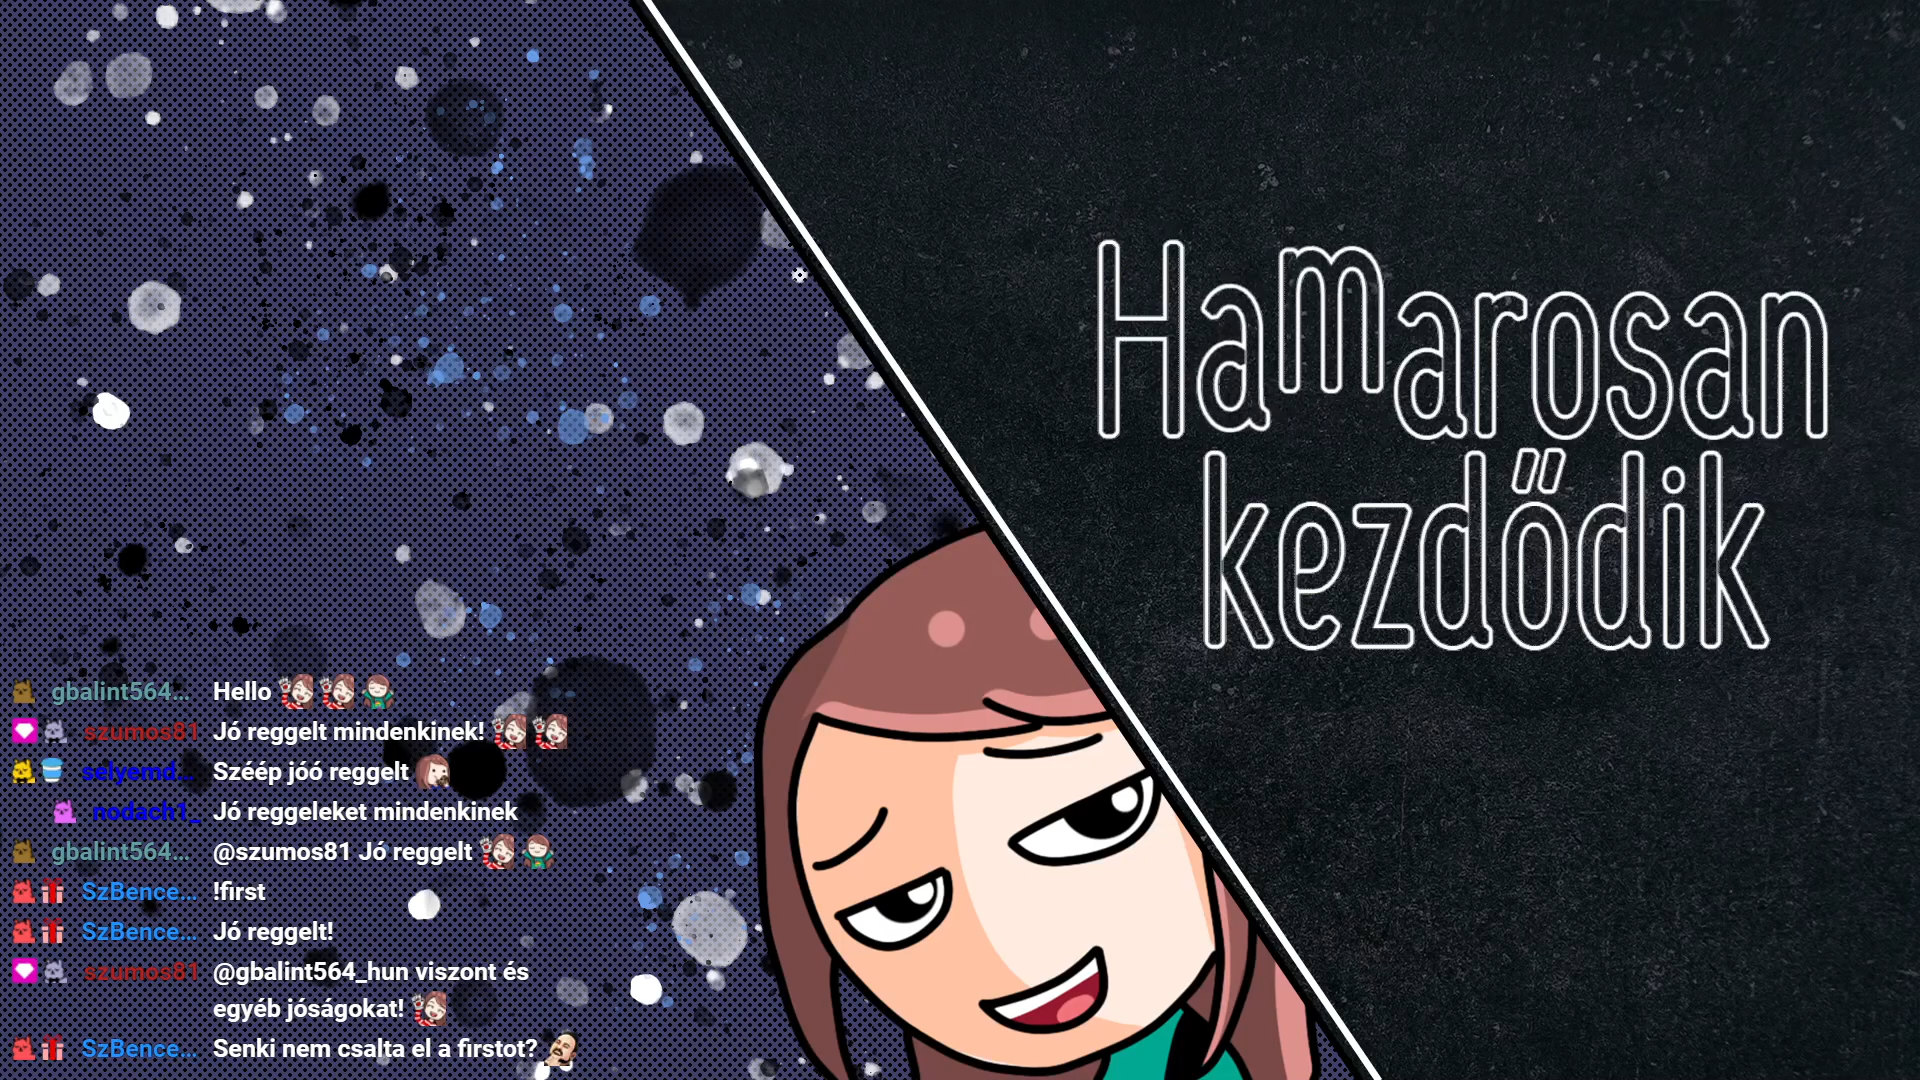 Hamarosan
kezdődik
gbalint564... Hello
szumos81 Jó reggelt mindenkinek!
selyemd... Széép jóó reggelt
nodach1_ Jó reggeleket mindenkinek
gbalint564... @szumos81 Jó reggelt
SzBence... !first
SzBence... Jó reggelt!
szumos81 @gbalint564_hun viszont és
egyéb jóságokat!
SzBence... Senki nem csalta el a firstot?